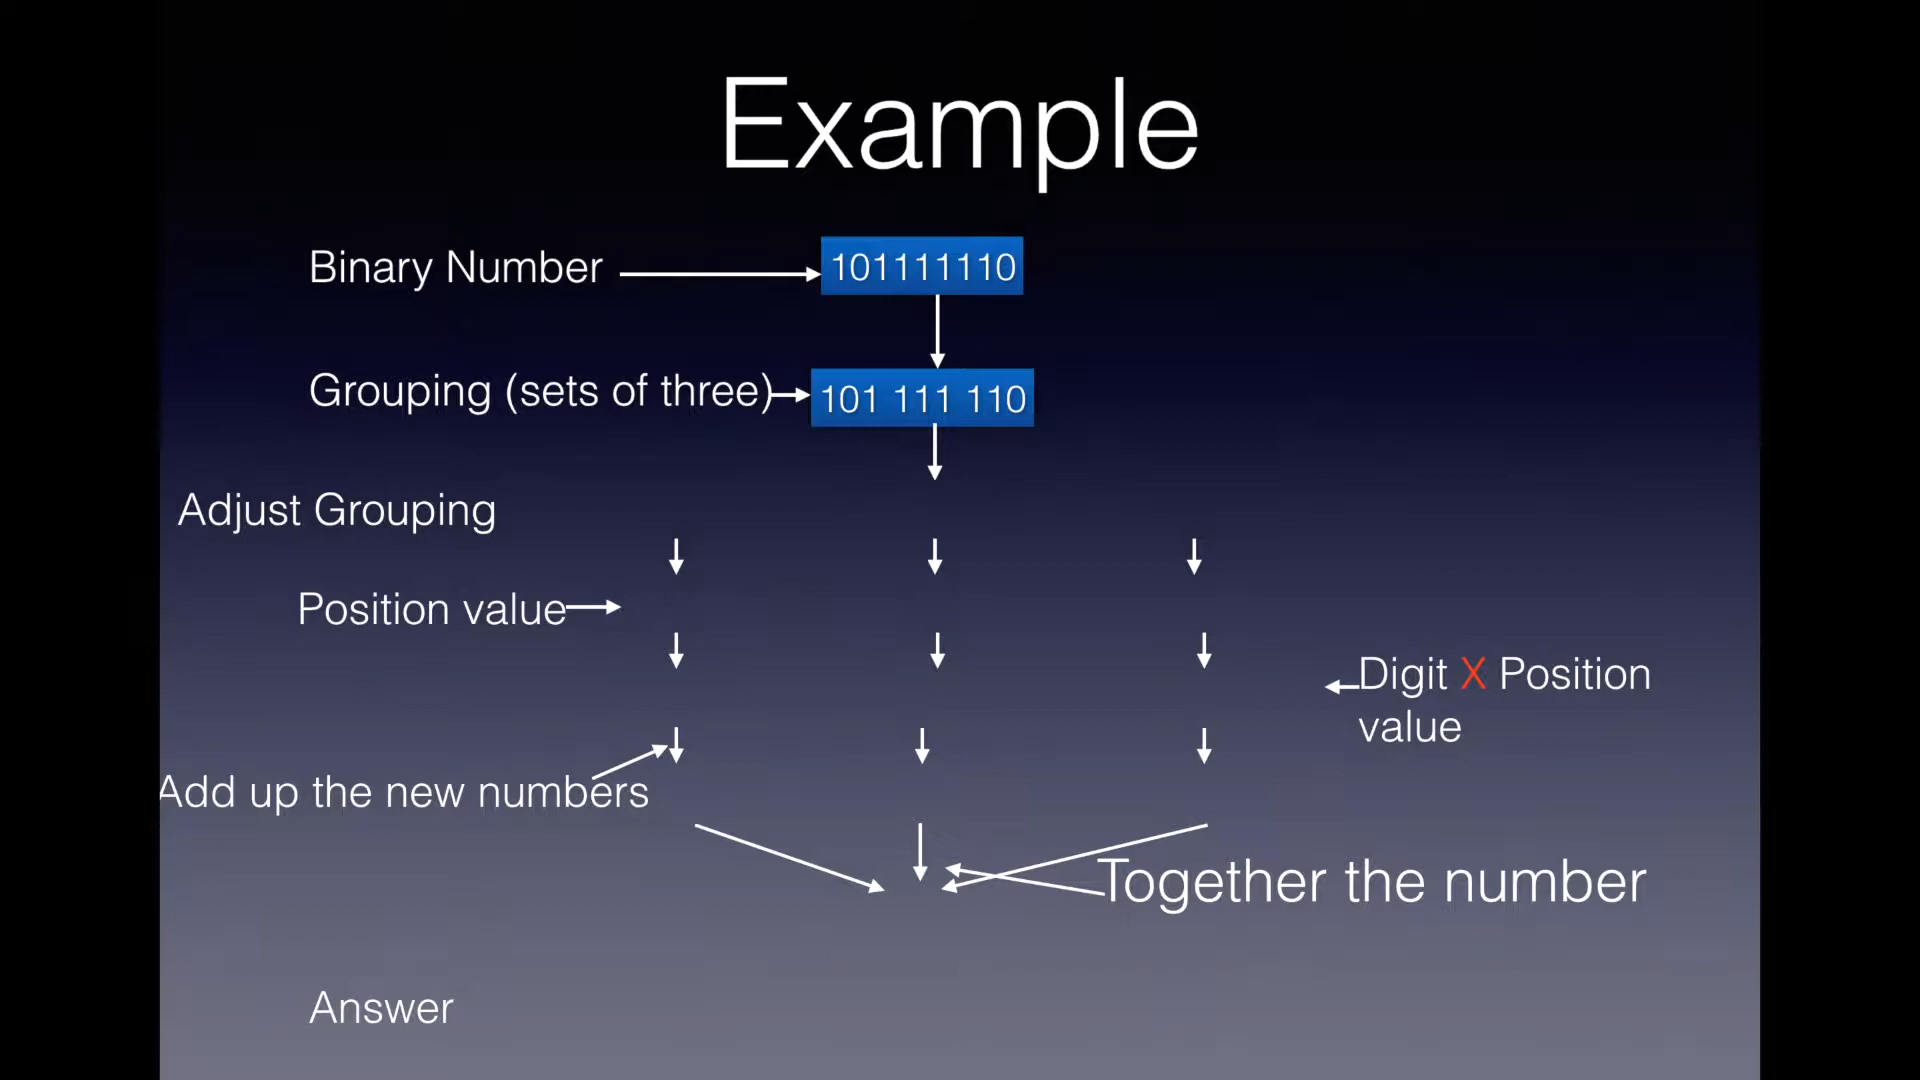 Example
Binary Number
101111110
Grouping (sets of three)
101 111 110
Adjust Grouping
Position value
Digit X Position
value
Add up the new numbers
Together the number
Answer